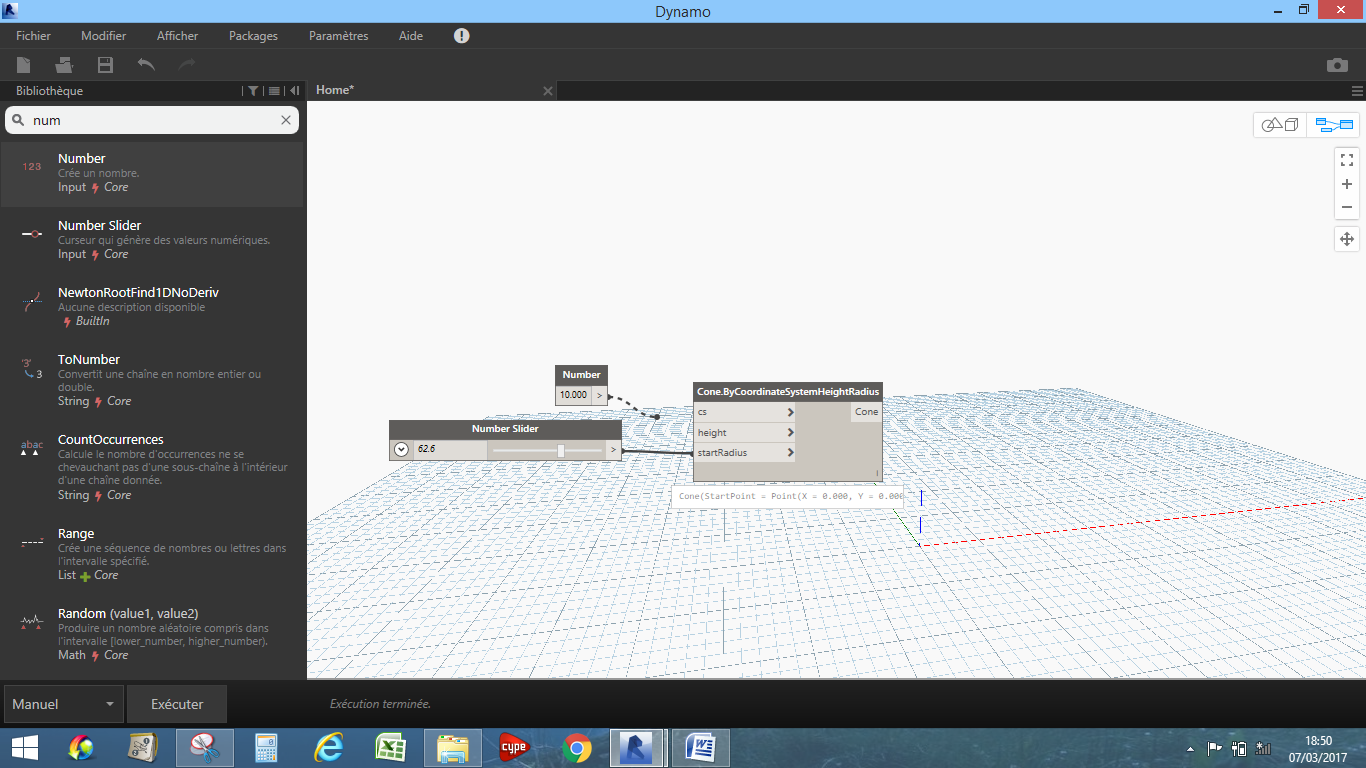 Dynamo
Fichier Modifier Afficher Packages Paramètres Aide
Bibliothèque
Home*
num
Number
Crée un nombre.
Input Core
Number Slider
Curseur qui génère des valeurs numériques.
Input Core
NewtonRootFind1DNoDeriv
Aucune description disponible
BuiltIn
ToNumber
Convertit une chaîne en nombre entier ou
double.
String Core
CountOccurrences
Calcule le nombre d'occurrences ne se
chevauchant pas d'une sous-chaîne à l'intérieur
d'une chaîne donnée.
String Core
Range
Crée une séquence de nombres ou lettres dans
l'intervalle spécifié.
List Core
Random (value1, value2)
Produire un nombre aléatoire compris dans
l'intervalle [lower_number, higher_number).
Math Core
123
'3'
3
abac
Number
10.000 >
Number Slider
62.6 >
Cone.ByCoordinateSystemHeightRadius
cs Cone
height
startRadius
Cone(StartPoint = Point(X = 0.000, Y = 0.000
Manuel Exécuter Exécution terminée.
cype
18:50
07/03/2017